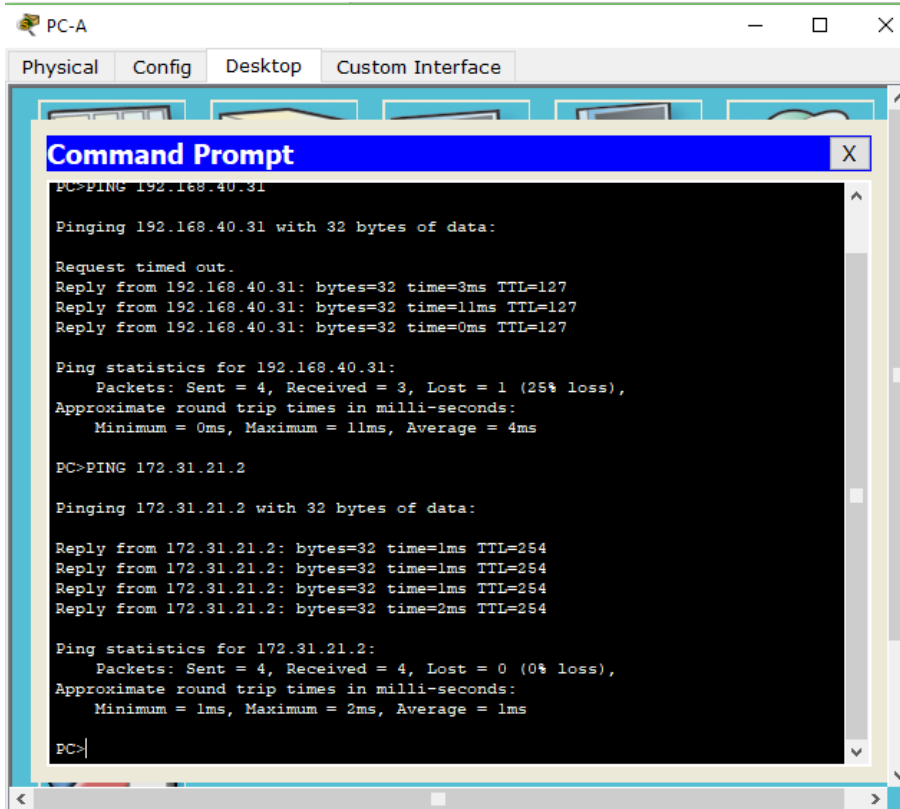 PC-A
Physical Config Desktop Custom Interface
Command Prompt X
PC>PING 192.168.40.31
Pinging 192.168.40.31 with 32 bytes of data:
Request timed out.
Reply from 192.168.40.31: bytes=32 time=3ms TTL=127
Reply from 192.168.40.31: bytes=32 time=11ms TTL=127
Reply from 192.168.40.31: bytes=32 time=0ms TTL=127
Ping statistics for 192.168.40.31:
Packets: Sent = 4, Received = 3, Lost = 1 (25% loss),
Approximate round trip times in milli-seconds:
Minimum = 0ms, Maximum = 11ms, Average = 4ms
PC>PING 172.31.21.2
Pinging 172.31.21.2 with 32 bytes of data:
Reply from 172.31.21.2: bytes=32 time=1ms TTL=254
Reply from 172.31.21.2: bytes=32 time=1ms TTL=254
Reply from 172.31.21.2: bytes=32 time=1ms TTL=254
Reply from 172.31.21.2: bytes=32 time=2ms TTL=254
Ping statistics for 172.31.21.2:
Packets: Sent = 4, Received = 4, Lost = 0 (0% loss),
Approximate round trip times in milli-seconds:
Minimum = 1ms, Maximum = 2ms, Average = 1ms
PC>